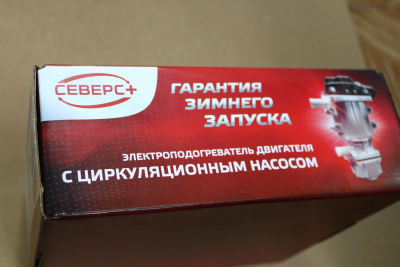 СЕВЕРС+
ГАРАНТИЯ
ЗИМНЕГО
ЗАПУСКА
ЭЛЕКТРОПОДОГРЕВАТЕЛЬ ДВИГАТЕЛЯ
С ЦИРКУЛЯЦИОННЫМ НАСОСОМ